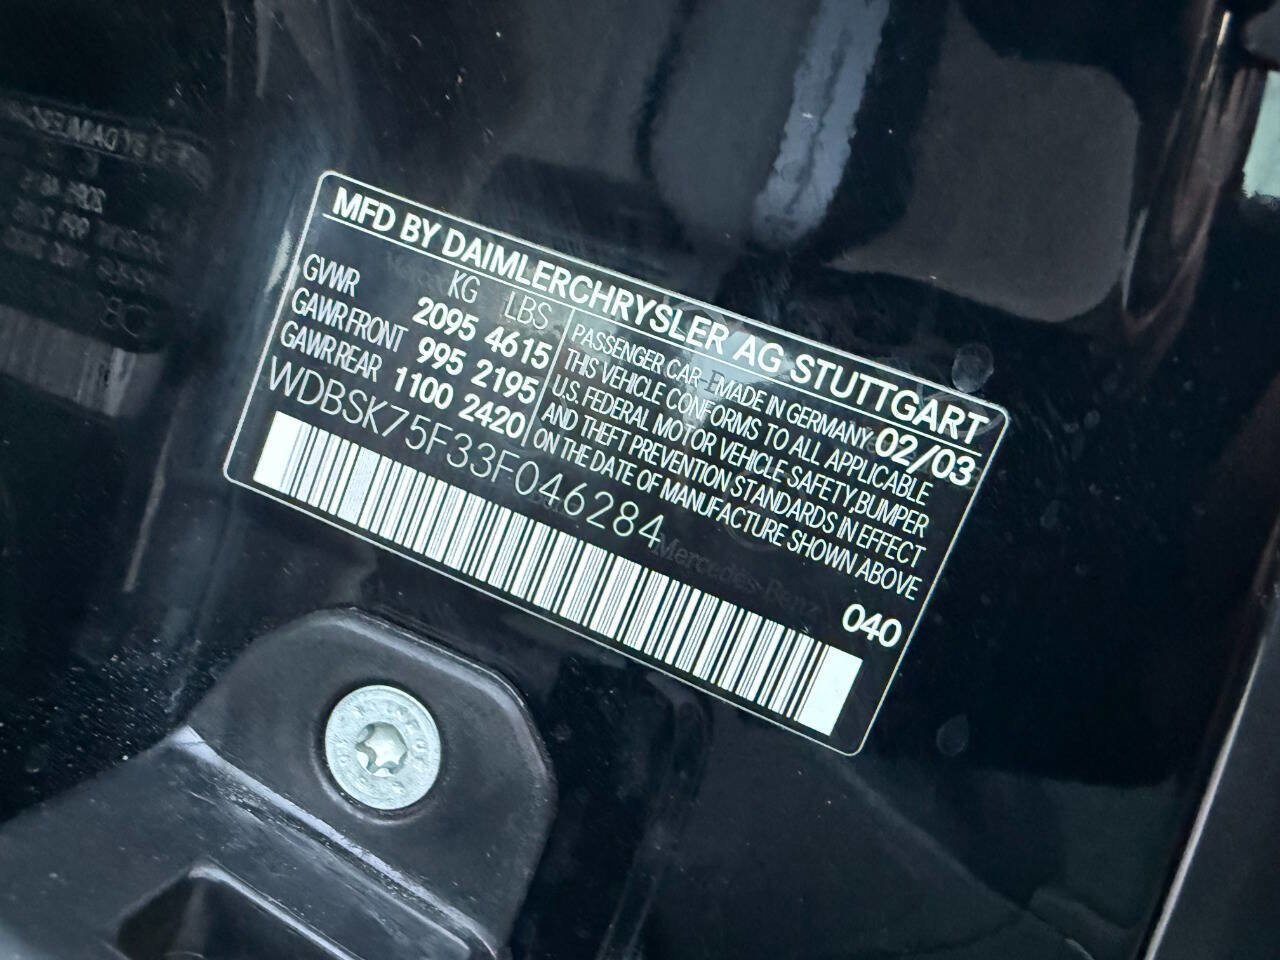 MFD BY DAIMLERCHRYSLER AG STUTTGART
KG LBS
GVWR 2095 4615
GAWR FRONT 995 2195
GAWR REAR 1100 2420
PASSENGER CAR- MADE IN GERMANY 02/03
THIS VEHICLE CONFORMS TO ALL APPLICABLE
U.S. FEDERAL MOTOR VEHICLE SAFETY, BUMPER
AND THEFT PREVENTION STANDARDS IN EFFECT
ON THE DATE OF MANUFACTURE SHOWN ABOVE
WDBSK75F33F046284
Mercedes-Benz
040